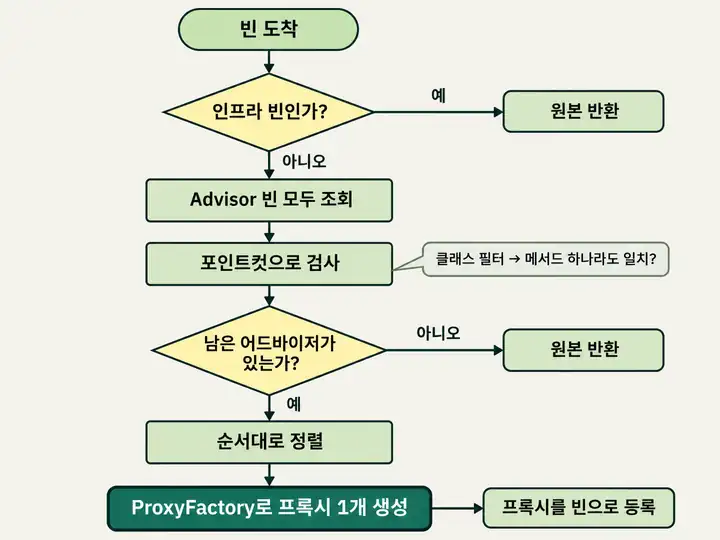 빈 도착
인프라 빈인가?
예
원본 반환
아니오
Advisor 빈 모두 조회
포인트컷으로 검사
클래스 필터 → 메서드 하나라도 일치?
남은 어드바이저가
있는가?
아니오
원본 반환
예
순서대로 정렬
ProxyFactory로 프록시 1개 생성
프록시를 빈으로 등록